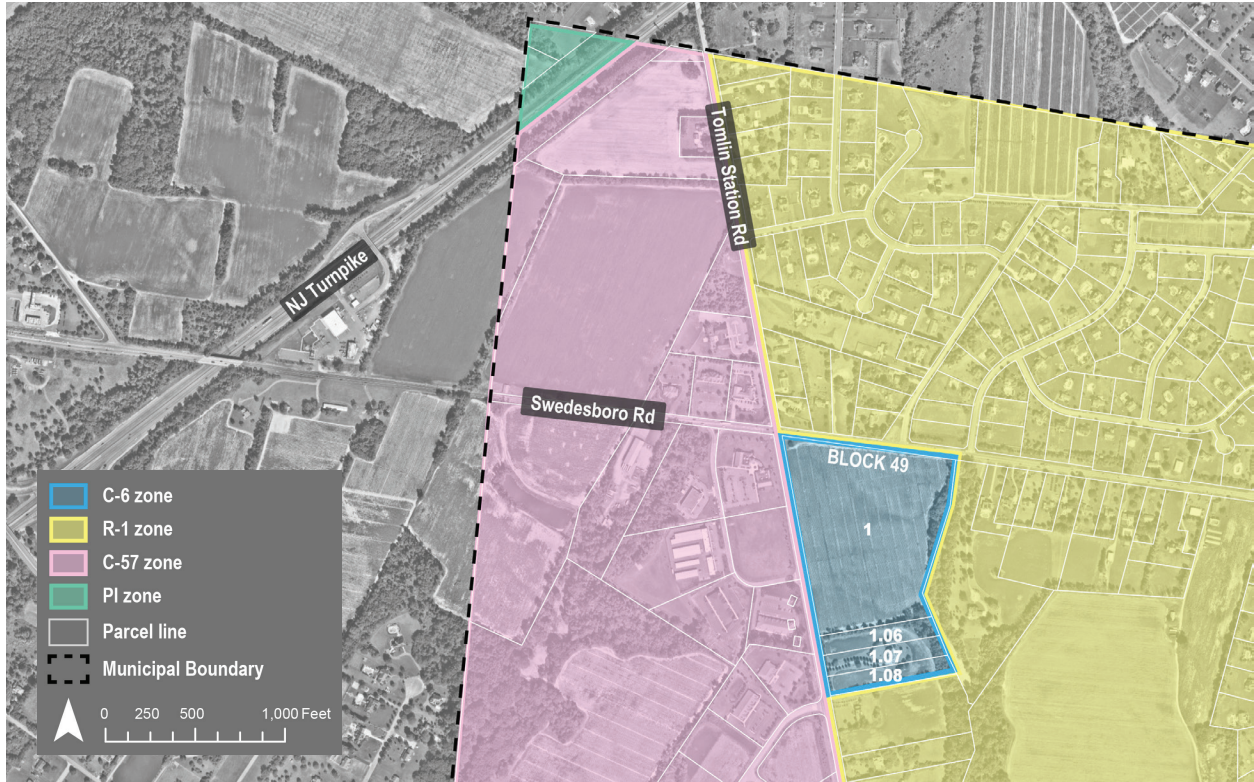 Tomlin Station Rd
NJ Turnpike
Swedesboro Rd
BLOCK 49
1
1.06
1.07
1.08
C-6 zone
R-1 zone
C-57 zone
PI zone
Parcel line
Municipal Boundary
0 250 500 1,000 Feet